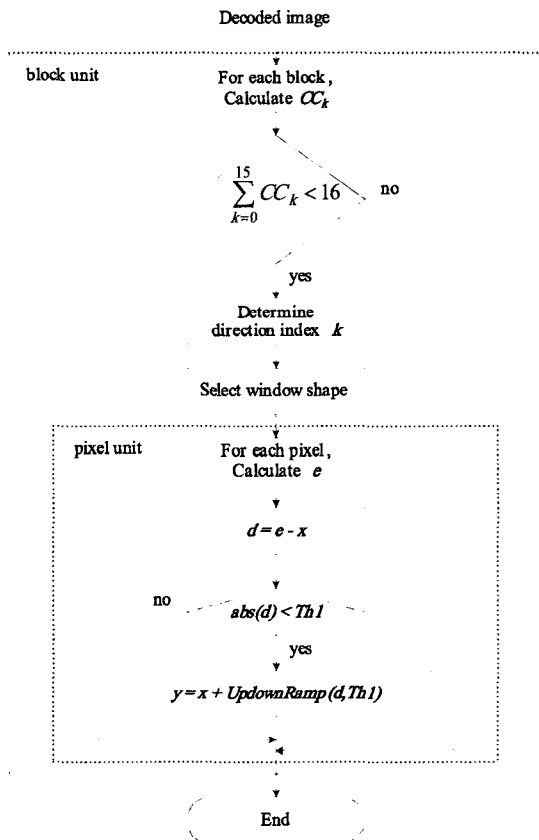 Decoded image
block unit
For each block,
Calculate CC_k
\sum_{k=0}^{15} CC_k < 16
no
yes
Determine
direction index k
Select window shape
pixel unit
For each pixel,
Calculate e
d = e - x
no
abs(d) < Th1
yes
y = x + UpdownRamp(d,Th1)
End